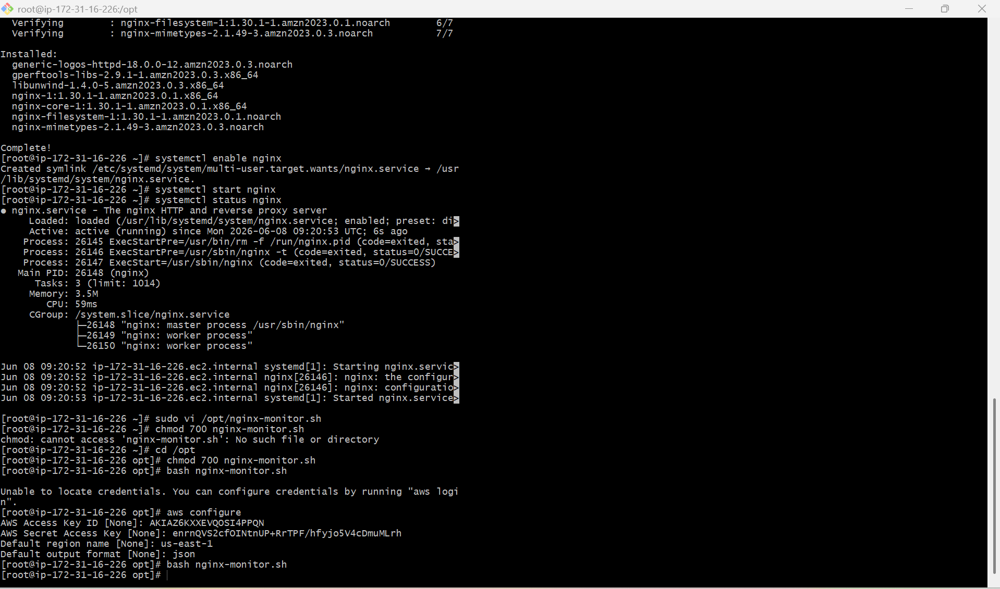 root@ip-172-31-16-226:/opt
Verifying : nginx-filesystem-1:1.30.1-1.amzn2023.0.1.noarch 6/7
Verifying : nginx-mimetypes-2.1.49-3.amzn2023.0.3.noarch 7/7
Installed:
generic-logos-httpd-18.0.0-12.amzn2023.0.3.noarch
gperftools-libs-2.9.1-1.amzn2023.0.3.x86_64
libunwind-1.4.0-5.amzn2023.0.3.x86_64
nginx-1:1.30.1-1.amzn2023.0.1.x86_64
nginx-core-1:1.30.1-1.amzn2023.0.1.x86_64
nginx-filesystem-1:1.30.1-1.amzn2023.0.1.noarch
nginx-mimetypes-2.1.49-3.amzn2023.0.3.noarch
Complete!
[root@ip-172-31-16-226 ~]# systemctl enable nginx
Created symlink /etc/systemd/system/multi-user.target.wants/nginx.service → /usr
/lib/systemd/system/nginx.service.
[root@ip-172-31-16-226 ~]# systemctl start nginx
[root@ip-172-31-16-226 ~]# systemctl status nginx
● nginx.service - The nginx HTTP and reverse proxy server
Loaded: loaded (/usr/lib/systemd/system/nginx.service; enabled; preset: di>
Active: active (running) since Mon 2026-06-08 09:20:53 UTC; 6s ago
Process: 26145 ExecStartPre=/usr/bin/rm -f /run/nginx.pid (code=exited, sta>
Process: 26146 ExecStartPre=/usr/sbin/nginx -t (code=exited, status=0/SUCCE>
Process: 26147 ExecStart=/usr/sbin/nginx (code=exited, status=0/SUCCESS)
Main PID: 26148 (nginx)
Tasks: 3 (limit: 1014)
Memory: 3.5M
CPU: 59ms
CGroup: /system.slice/nginx.service
├─26148 "nginx: master process /usr/sbin/nginx"
├─26149 "nginx: worker process"
└─26150 "nginx: worker process"
Jun 08 09:20:52 ip-172-31-16-226.ec2.internal systemd[1]: Starting nginx.servic>
Jun 08 09:20:52 ip-172-31-16-226.ec2.internal nginx[26146]: nginx: the configur>
Jun 08 09:20:52 ip-172-31-16-226.ec2.internal nginx[26146]: nginx: configuratio>
Jun 08 09:20:53 ip-172-31-16-226.ec2.internal systemd[1]: Started nginx.service>
[root@ip-172-31-16-226 ~]# sudo vi /opt/nginx-monitor.sh
[root@ip-172-31-16-226 ~]# chmod 700 nginx-monitor.sh
chmod: cannot access 'nginx-monitor.sh': No such file or directory
[root@ip-172-31-16-226 ~]# cd /opt
[root@ip-172-31-16-226 opt]# chmod 700 nginx-monitor.sh
[root@ip-172-31-16-226 opt]# bash nginx-monitor.sh
Unable to locate credentials. You can configure credentials by running "aws logi
n".
[root@ip-172-31-16-226 opt]# aws configure
AWS Access Key ID [None]: AKIAZ6KXXEVQOSI4PPQN
AWS Secret Access Key [None]: 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
Default region name [None]: us-east-1
Default output format [None]: json
[root@ip-172-31-16-226 opt]# bash nginx-monitor.sh
[root@ip-172-31-16-226 opt]#